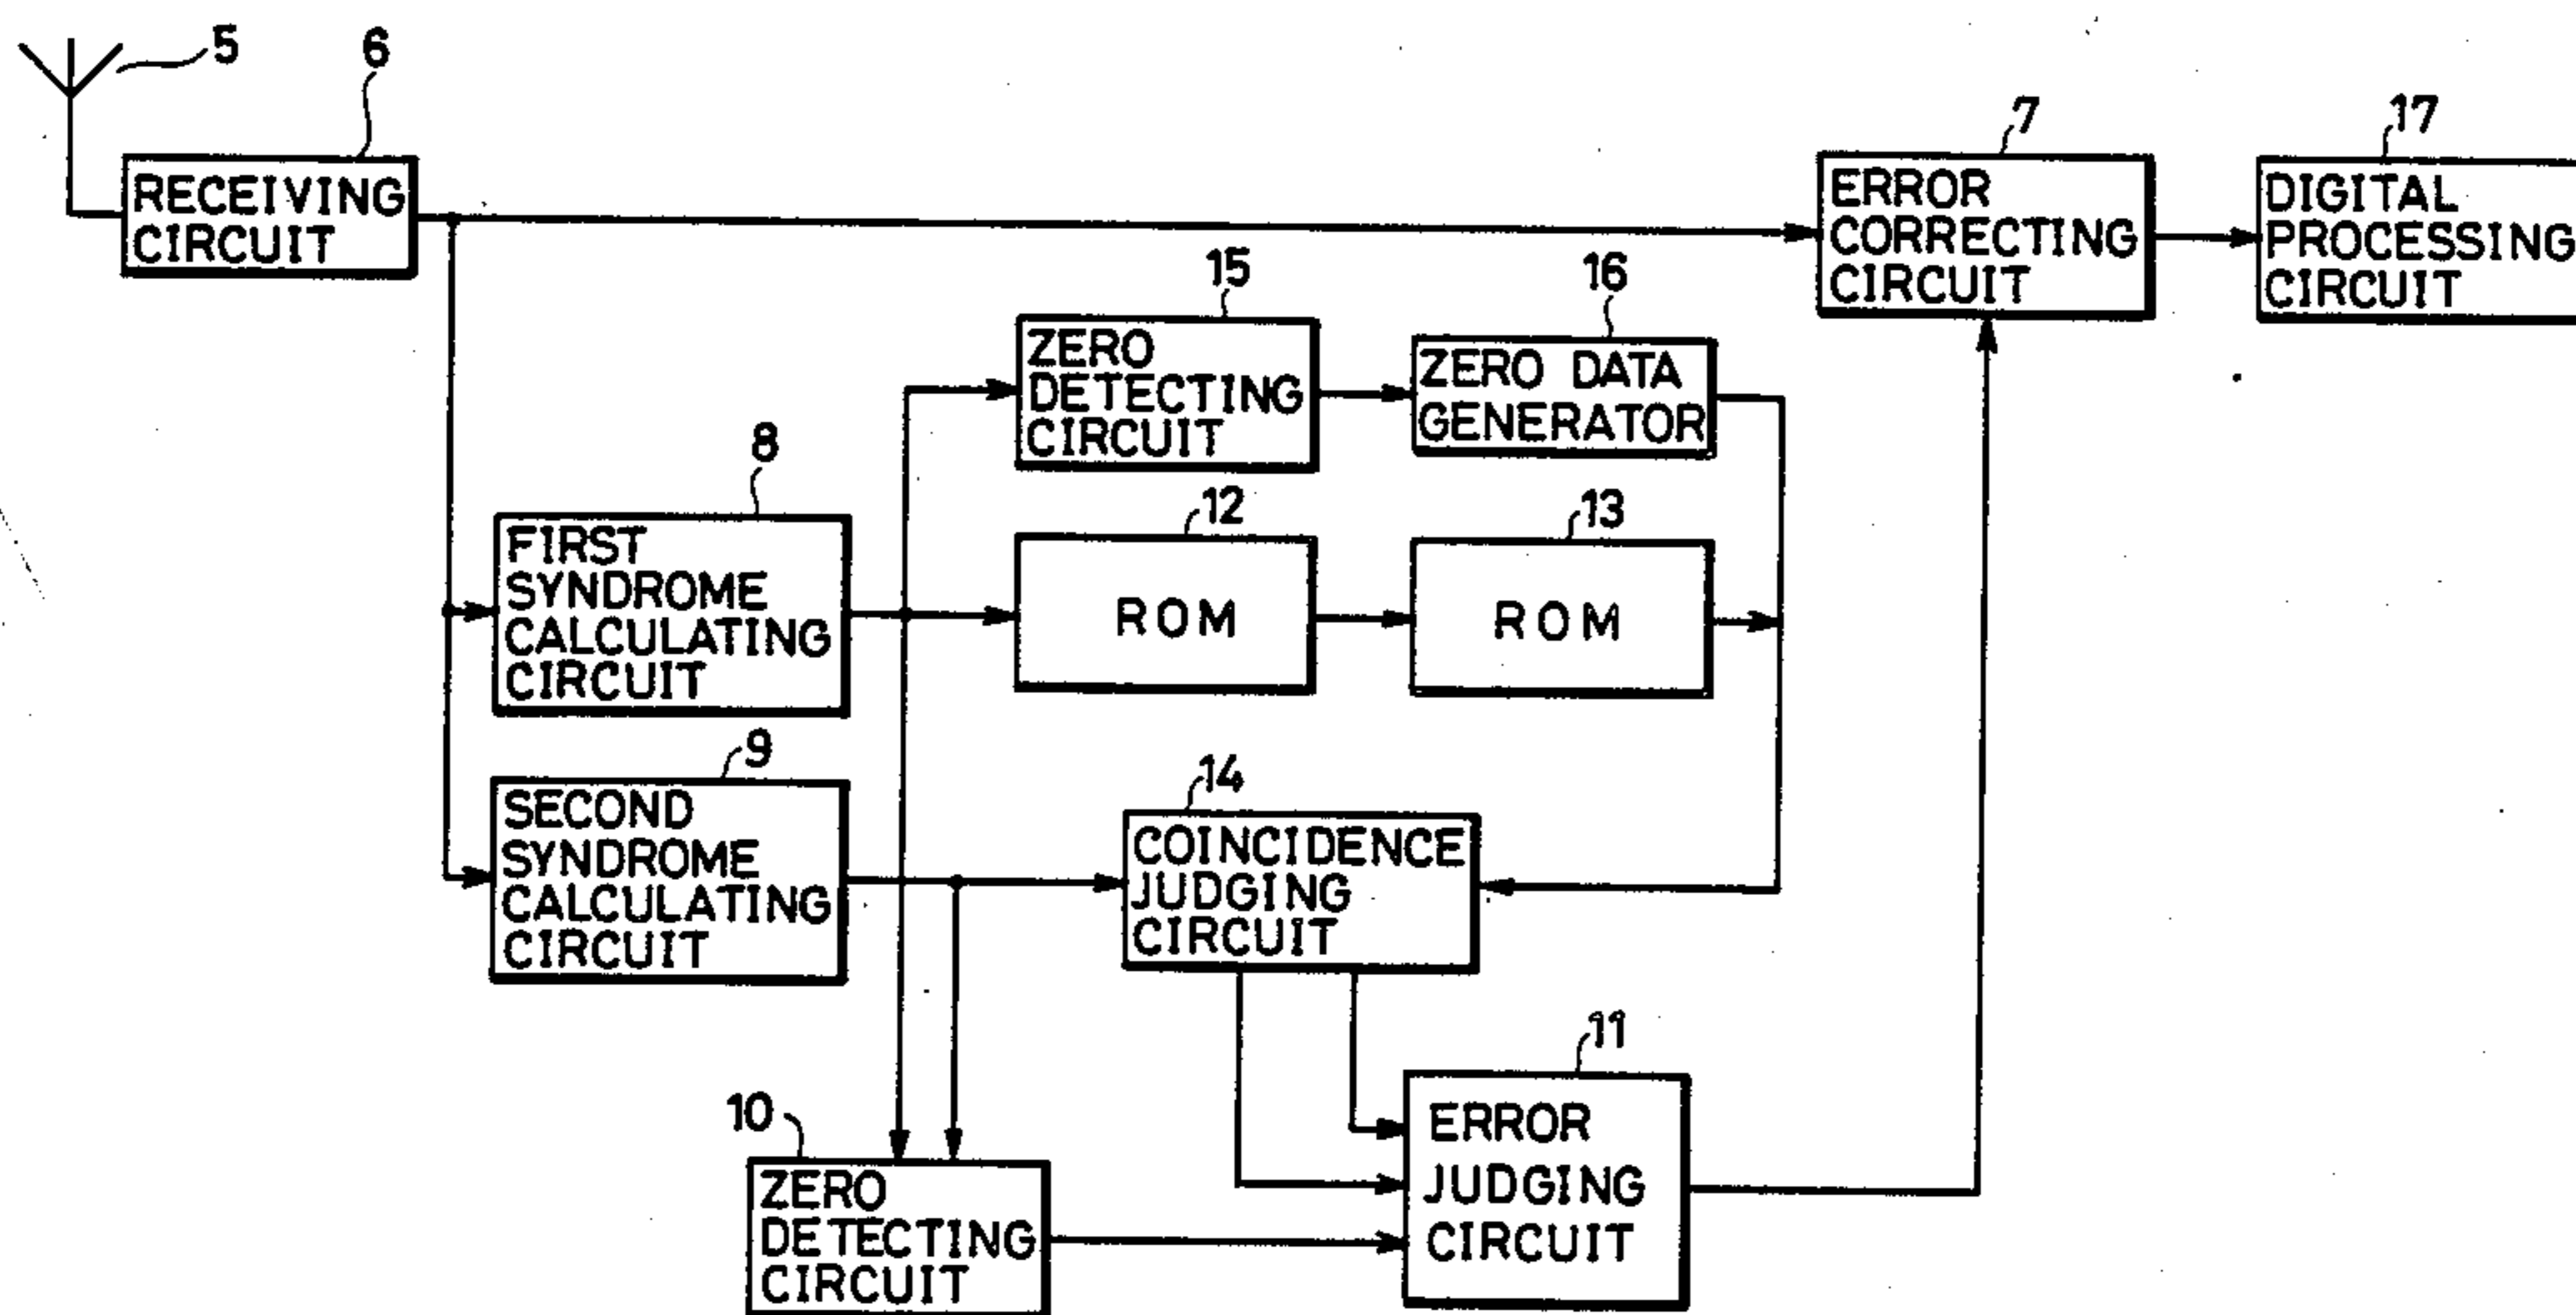 5
6
RECEIVING
CIRCUIT
7
ERROR
CORRECTING
CIRCUIT
17
DIGITAL
PROCESSING
CIRCUIT
15
ZERO
DETECTING
CIRCUIT
16
ZERO DATA
GENERATOR
8
FIRST
SYNDROME
CALCULATING
CIRCUIT
12
ROM
13
ROM
9
SECOND
SYNDROME
CALCULATING
CIRCUIT
14
COINCIDENCE
JUDGING
CIRCUIT
10
ZERO
DETECTING
CIRCUIT
11
ERROR
JUDGING
CIRCUIT